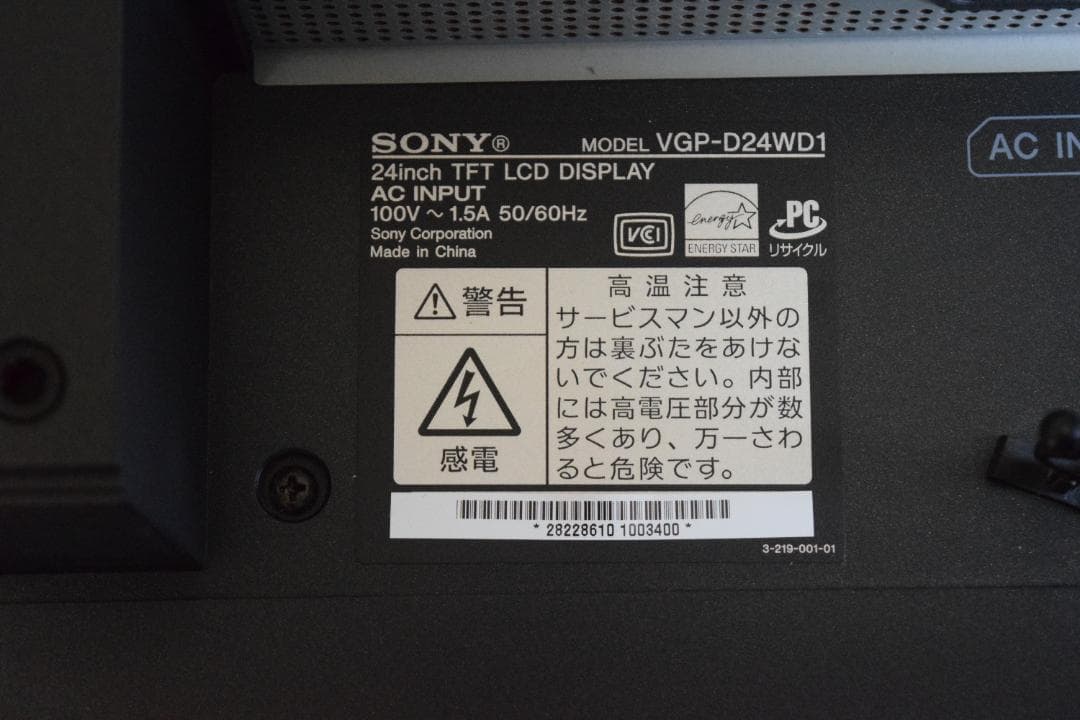 SONY® MODEL VGP-D24WD1
24inch TFT LCD DISPLAY
AC INPUT
100V ～ 1.5A 50/60Hz
Sony Corporation
Made in China
VCI
energy
ENERGY STAR
PC
リサイクル
AC IN
警告
感電
高温注意
サービスマン以外の
方は裏ぶたをあけな
いでください。内部
には高電圧部分が数
多くあり、万一さわ
ると危険です。
* 28228610 1003400 *
3-219-001-01